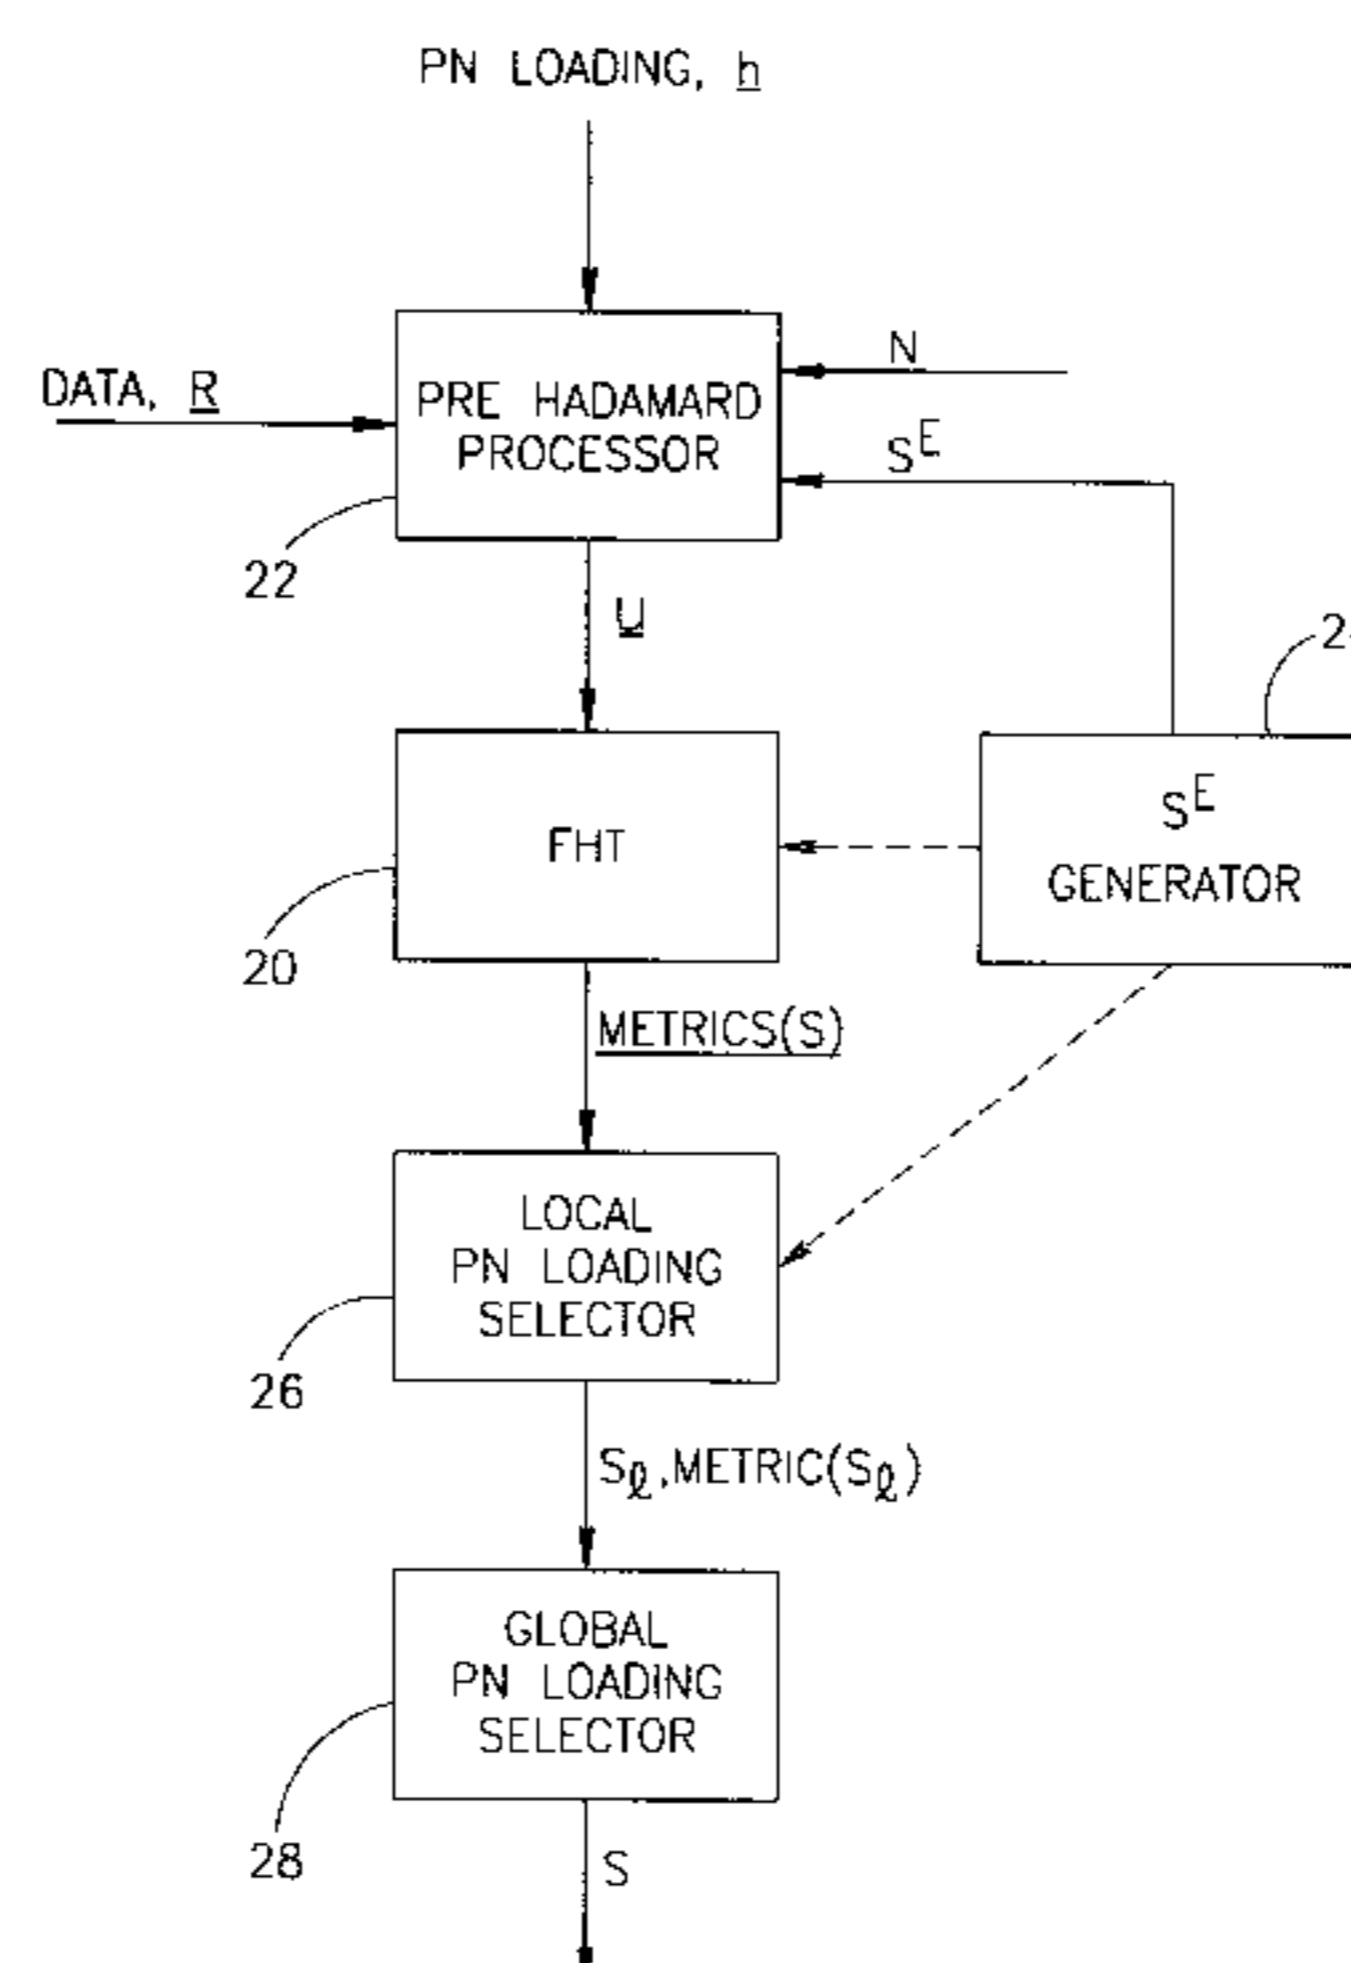 PN LOADING, h
N
DATA, R
PRE HADAMARD
PROCESSOR
S^E
22
U
S^E
GENERATOR
FHT
20
METRICS(S)
LOCAL
PN LOADING
SELECTOR
26
Sℓ,METRIC(Sℓ)
GLOBAL
PN LOADING
SELECTOR
28
S